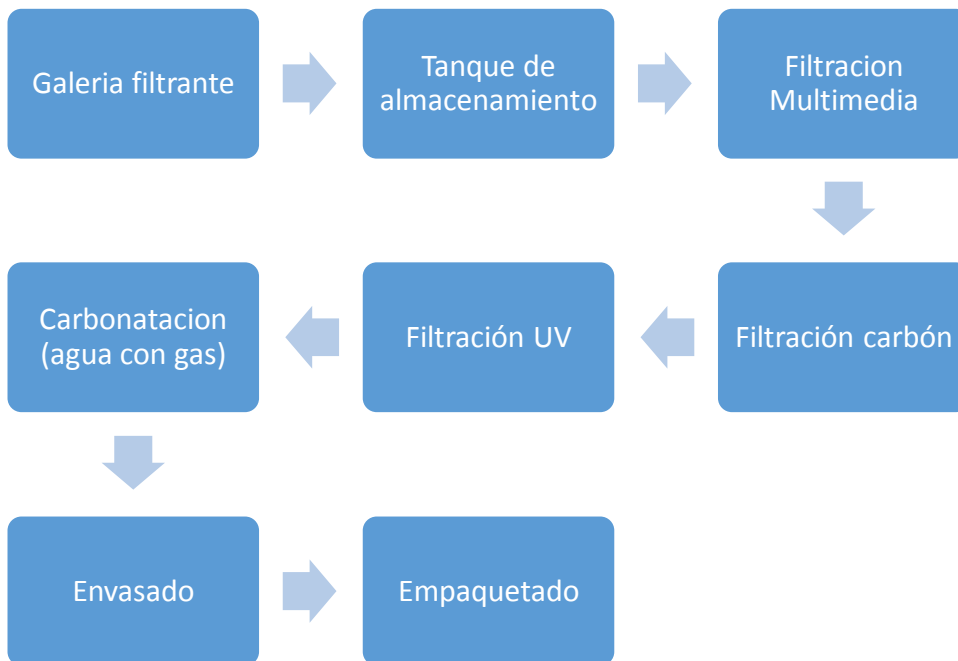 Galeria filtrante
Tanque de
almacenamiento
Filtracion
Multimedia
Filtración carbón
Filtración UV
Carbonatacion
(agua con gas)
Envasado
Empaquetado